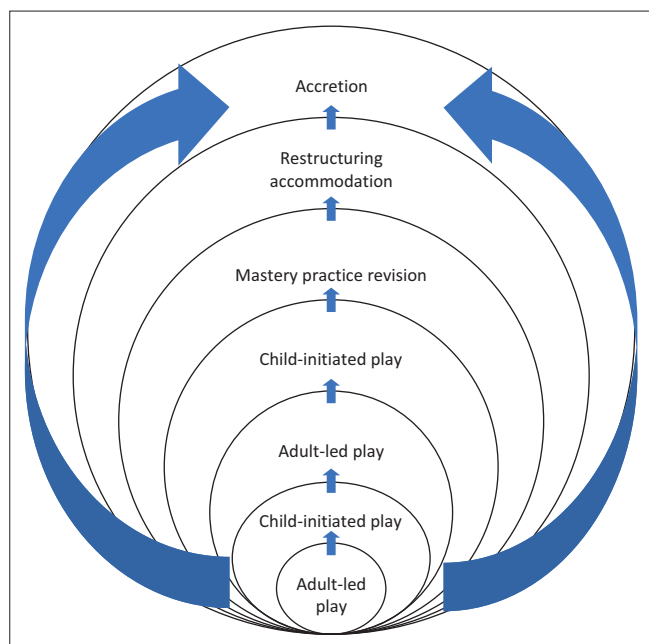 Accretion
Restructuring
accommodation
Mastery practice revision
Child-initiated play
Adult-led play
Child-initiated play
Adult-led
play